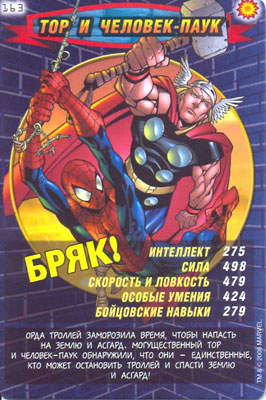 163
ТОР И ЧЕЛОВЕК-ПАУК
БРЯК!
ИНТЕЛЛЕКТ 275
СИЛА 498
СКОРОСТЬ И ЛОВКОСТЬ 479
ОСОБЫЕ УМЕНИЯ 424
БОЙЦОВСКИЕ НАВЫКИ 279
ОРДА ТРОЛЛЕЙ ЗАМОРОЗИЛА ВРЕМЯ, ЧТОБЫ НАПАСТЬ
НА ЗЕМЛЮ И АСГАРД. МОГУЩЕСТВЕННЫЙ ТОР
И ЧЕЛОВЕК-ПАУК ОБНАРУЖИЛИ, ЧТО ОНИ – ЕДИНСТВЕННЫЕ,
КТО МОЖЕТ ОСТАНОВИТЬ ТРОЛЛЕЙ И СПАСТИ ЗЕМЛЮ
И АСГАРД!